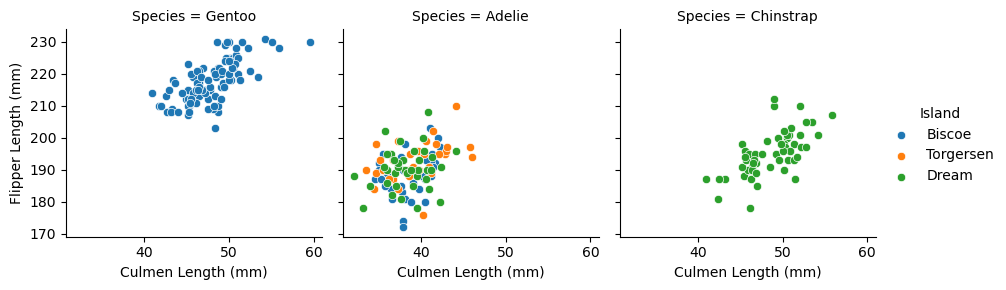 Species = Gentoo
Species = Adelie
Species = Chinstrap
Flipper Length (mm)
230
220
210
200
190
180
170
40
50
60
40
50
60
40
50
60
Culmen Length (mm)
Culmen Length (mm)
Culmen Length (mm)
Island
Biscoe
Torgersen
Dream